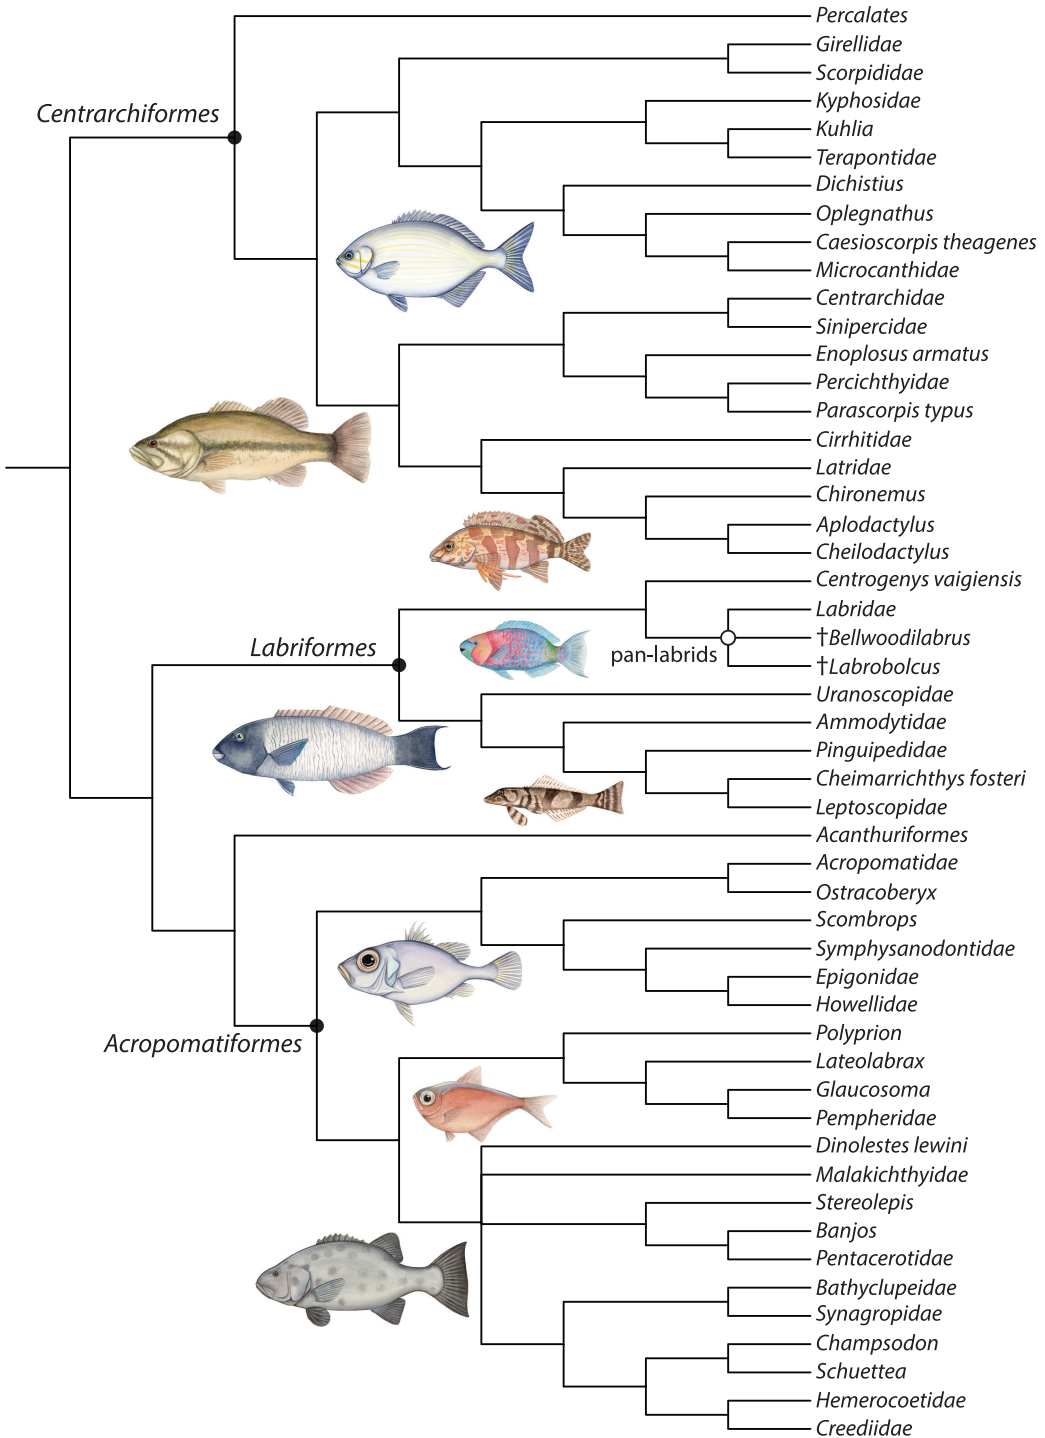 Percalates
Girellidae
Scorpididae
Kyphosidae
Centrarchiformes
Kuhlia
Terapontidae
Dichistius
Oplegnathus
Caesioscorpis theagenes
Microcanthidae
Centrarchidae
Sinipercidae
Enoplosus armatus
Percichthyidae
Parascorpis typus
Cirrhitidae
Latridae
Chironemus
Aplodactylus
Cheilodactylus
Centrogenys vaigiensis
Labridae
†Bellwoodilabrus
Labriformes
pan-labrids
†Labrobolcus
Uranoscopidae
Ammodytidae
Pinguipedidae
Cheimarrichthys fosteri
Leptoscopidae
Acanthuriformes
Acropomatidae
Ostracoberyx
Scombrops
Symphysanodontidae
Epigonidae
Howellidae
Polyprion
Acropomatiformes
Lateolabrax
Glaucosoma
Pempheridae
Dinolestes lewini
Malakichthyidae
Stereolepis
Banjos
Pentacerotidae
Bathyclupeidae
Synagropidae
Champsodon
Schuettea
Hemerocoetidae
Creediidae